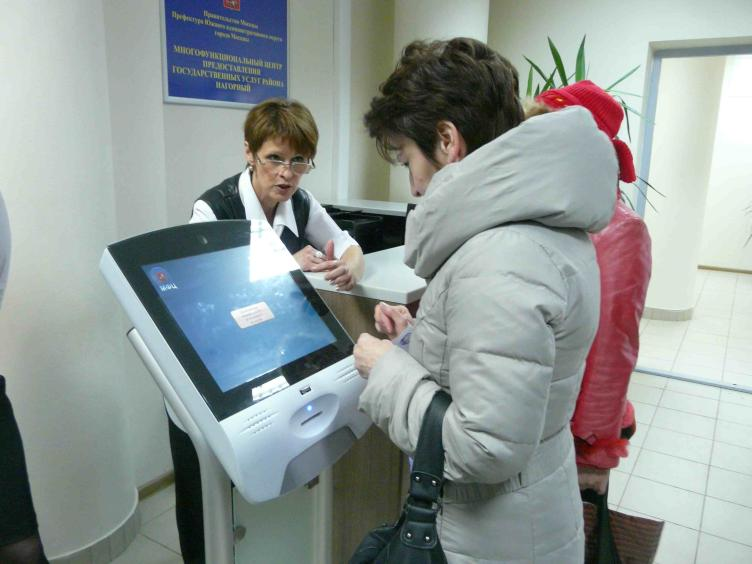 Правительство Москвы
Префектура Южного административного округа
города Москвы
МНОГОФУНКЦИОНАЛЬНЫЙ ЦЕНТР
ПРЕДОСТАВЛЕНИЯ
ГОСУДАРСТВЕННЫХ УСЛУГ РАЙОНА
НАГОРНЫЙ